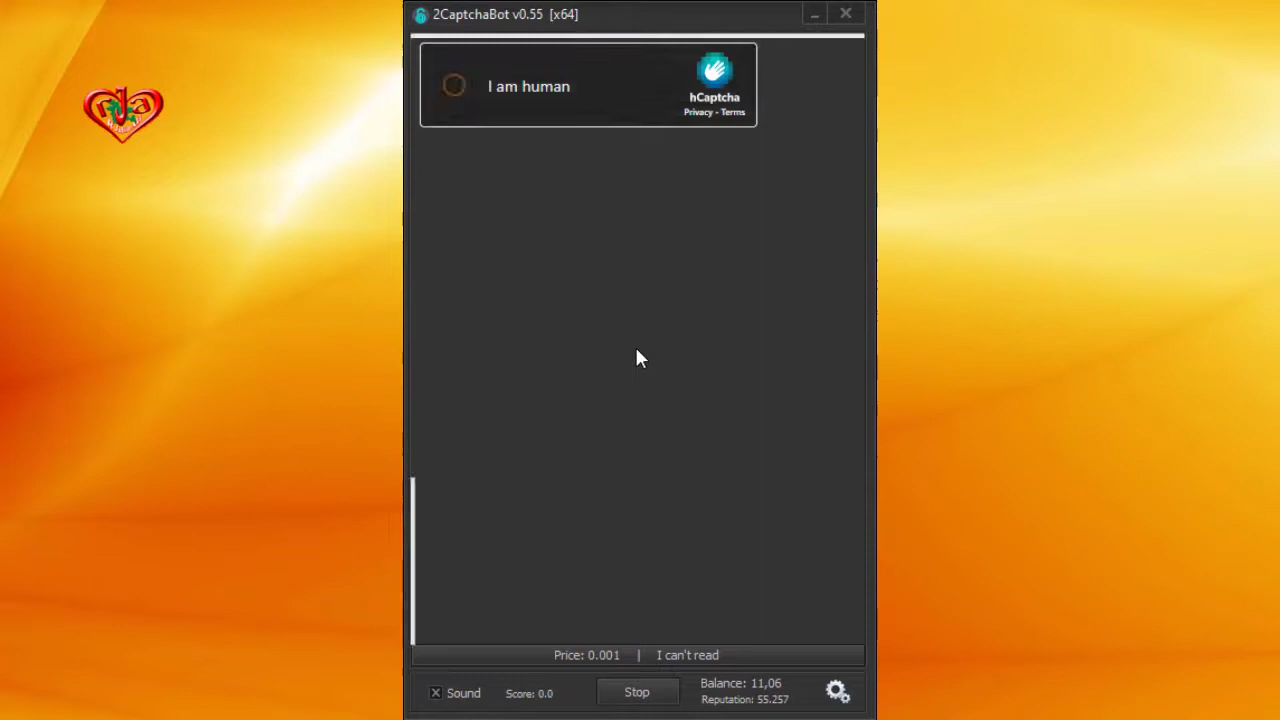 2CaptchaBot v0.55 [x64]
I am human
hCaptcha
Privacy - Terms
rja
Price: 0.001 | I can't read
Sound
Score: 0.0
Stop
Balance: 11,06
Reputation: 55.257